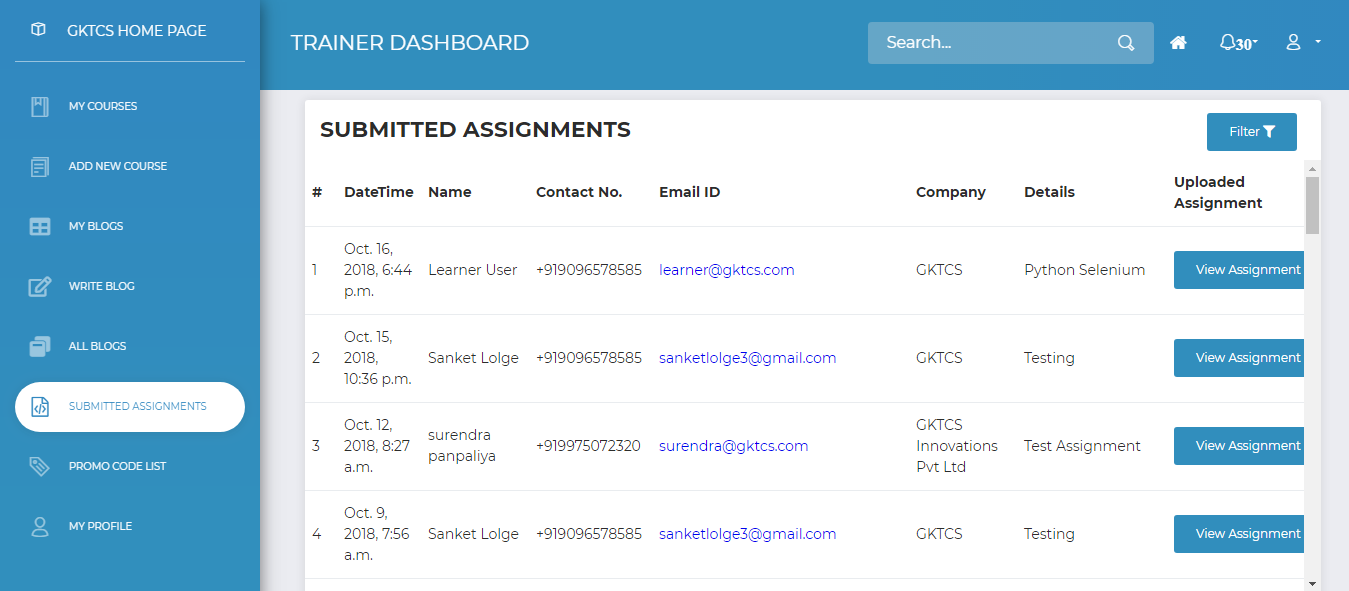 GKTCS HOME PAGE
TRAINER DASHBOARD
Search...
30
MY COURSES
ADD NEW COURSE
MY BLOGS
WRITE BLOG
ALL BLOGS
SUBMITTED ASSIGNMENTS
PROMO CODE LIST
MY PROFILE
SUBMITTED ASSIGNMENTS
Filter
# DateTime Name Contact No. Email ID Company Details Uploaded
Assignment
Oct. 16,
1 2018, 6:44 Learner User +919096578585 learner@gktcs.com GKTCS Python Selenium View Assignment
p.m.
Oct. 15,
2 2018, Sanket Lolge +919096578585 sanketlolge3@gmail.com GKTCS Testing View Assignment
10:36 p.m.
Oct. 12, GKTCS
3 2018, 8:27 surendra panpaliya +919975072320 surendra@gktcs.com Innovations Test Assignment View Assignment
a.m. Pvt Ltd
Oct. 9,
4 2018, 7:56 Sanket Lolge +919096578585 sanketlolge3@gmail.com GKTCS Testing View Assignment
a.m.